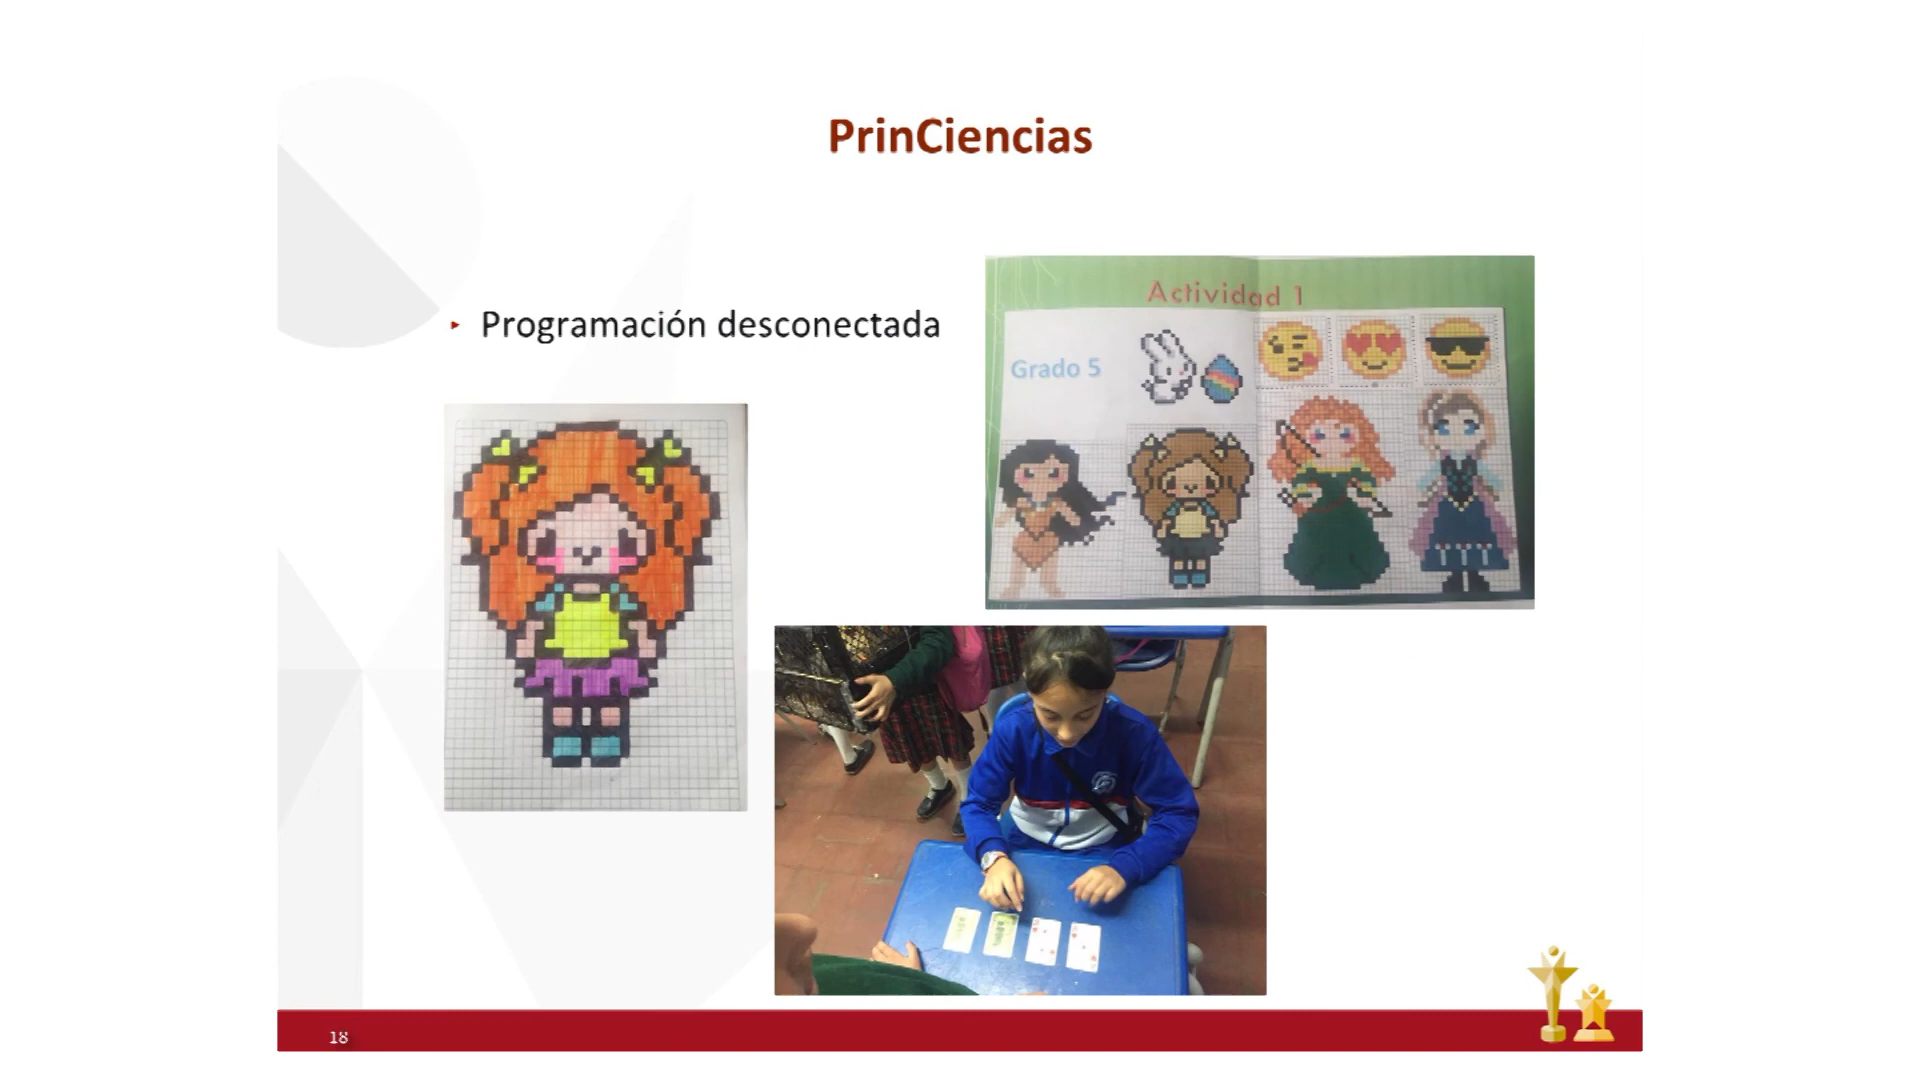 PrinCiencias
Programación desconectada
Actividad 1
Grado 5
18